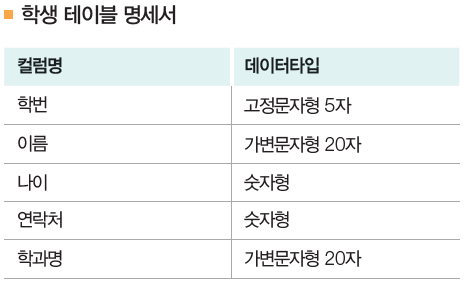 학생 테이블 명세서
컬럼명 데이터타입
학번 고정문자형 5자
이름 가변문자형 20자
나이 숫자형
연락처 숫자형
학과명 가변문자형 20자